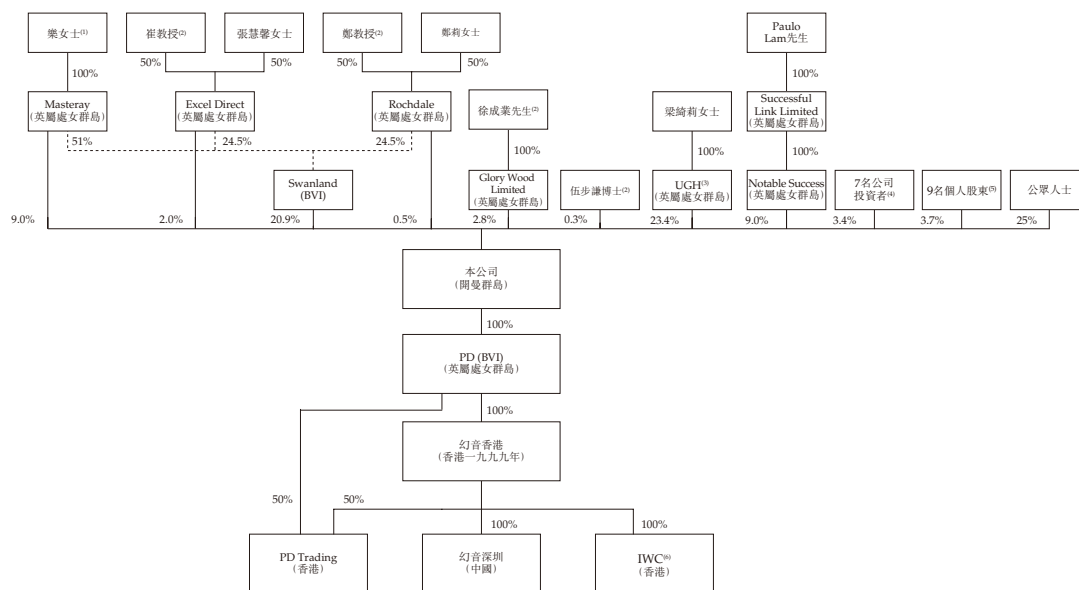 樂女士(1)
崔教授(2)
張慧馨女士
鄭教授(2)
鄭莉女士
Paulo
Lam先生
100%
50%
50%
50%
50%
100%
Masteray
(英屬處女群島)
Excel Direct
(英屬處女群島)
Rochdale
(英屬處女群島)
徐成業先生(2)
梁綺莉女士
Successful
Link Limited
(英屬處女群島)
51%
24.5%
24.5%
100%
100%
100%
Swanland
(BVI)
Glory Wood
Limited
(英屬處女群島)
伍步謙博士(2)
UGH(3)
(英屬處女群島)
Notable Success
(英屬處女群島)
7名公司
投資者(4)
9名個人股東(5)
公眾人士
9.0%
2.0%
20.9%
0.5%
2.8%
0.3%
23.4%
9.0%
3.4%
3.7%
25%
本公司
(開曼群島)
100%
PD (BVI)
(英屬處女群島)
100%
幻音香港
(香港一九九九年)
50%
50%
100%
100%
PD Trading
(香港)
幻音深圳
(中國)
IWC(6)
(香港)